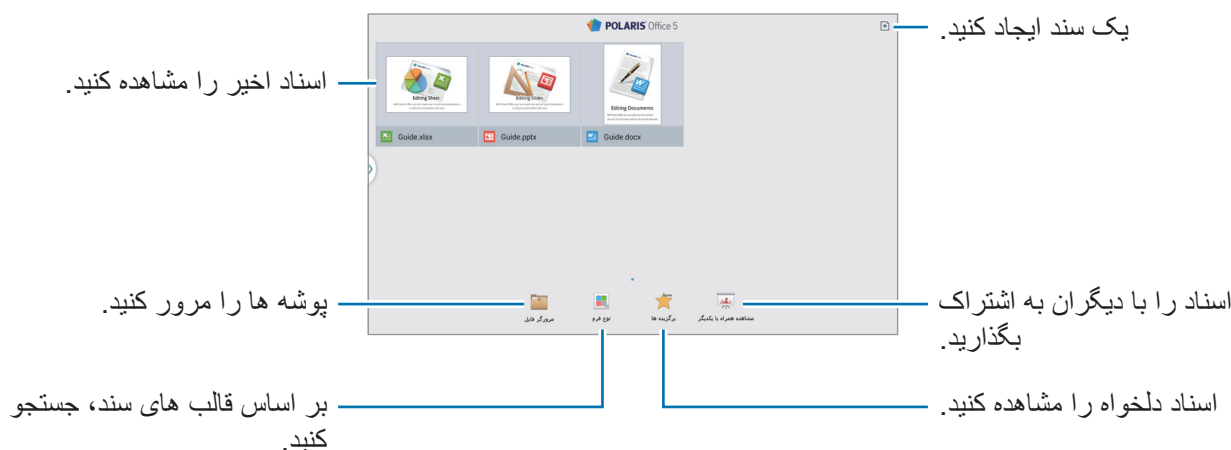 POLARIS Office 5
یک سند ایجاد کنید.
اسناد اخیر را مشاهده کنید.
Editing Sheet
Editing Slides
Editing Documents
Guide.xlsx
Guide.pptx
Guide.docx
پوشه ها را مرور کنید.
مرورگر فایل
نوع فرم
برگزیده ها
مشاهده همراه با یکدیگر
اسناد را با دیگران به اشتراک
بگذارید.
بر اساس قالب های سند، جستجو
کنید.
اسناد دلخواه را مشاهده کنید.